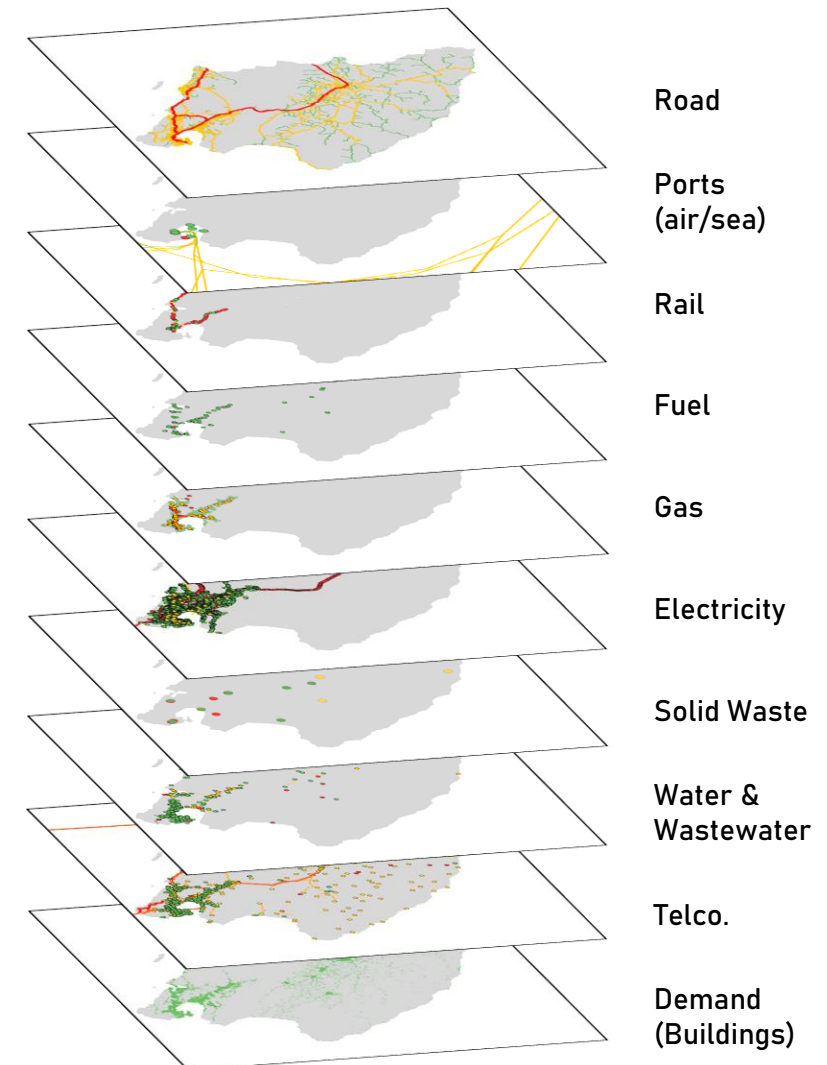 Road
Ports
(air/sea)
Rail
Fuel
Gas
Electricity
Solid Waste
Water &
Wastewater
Telco.
Demand
(Buildings)